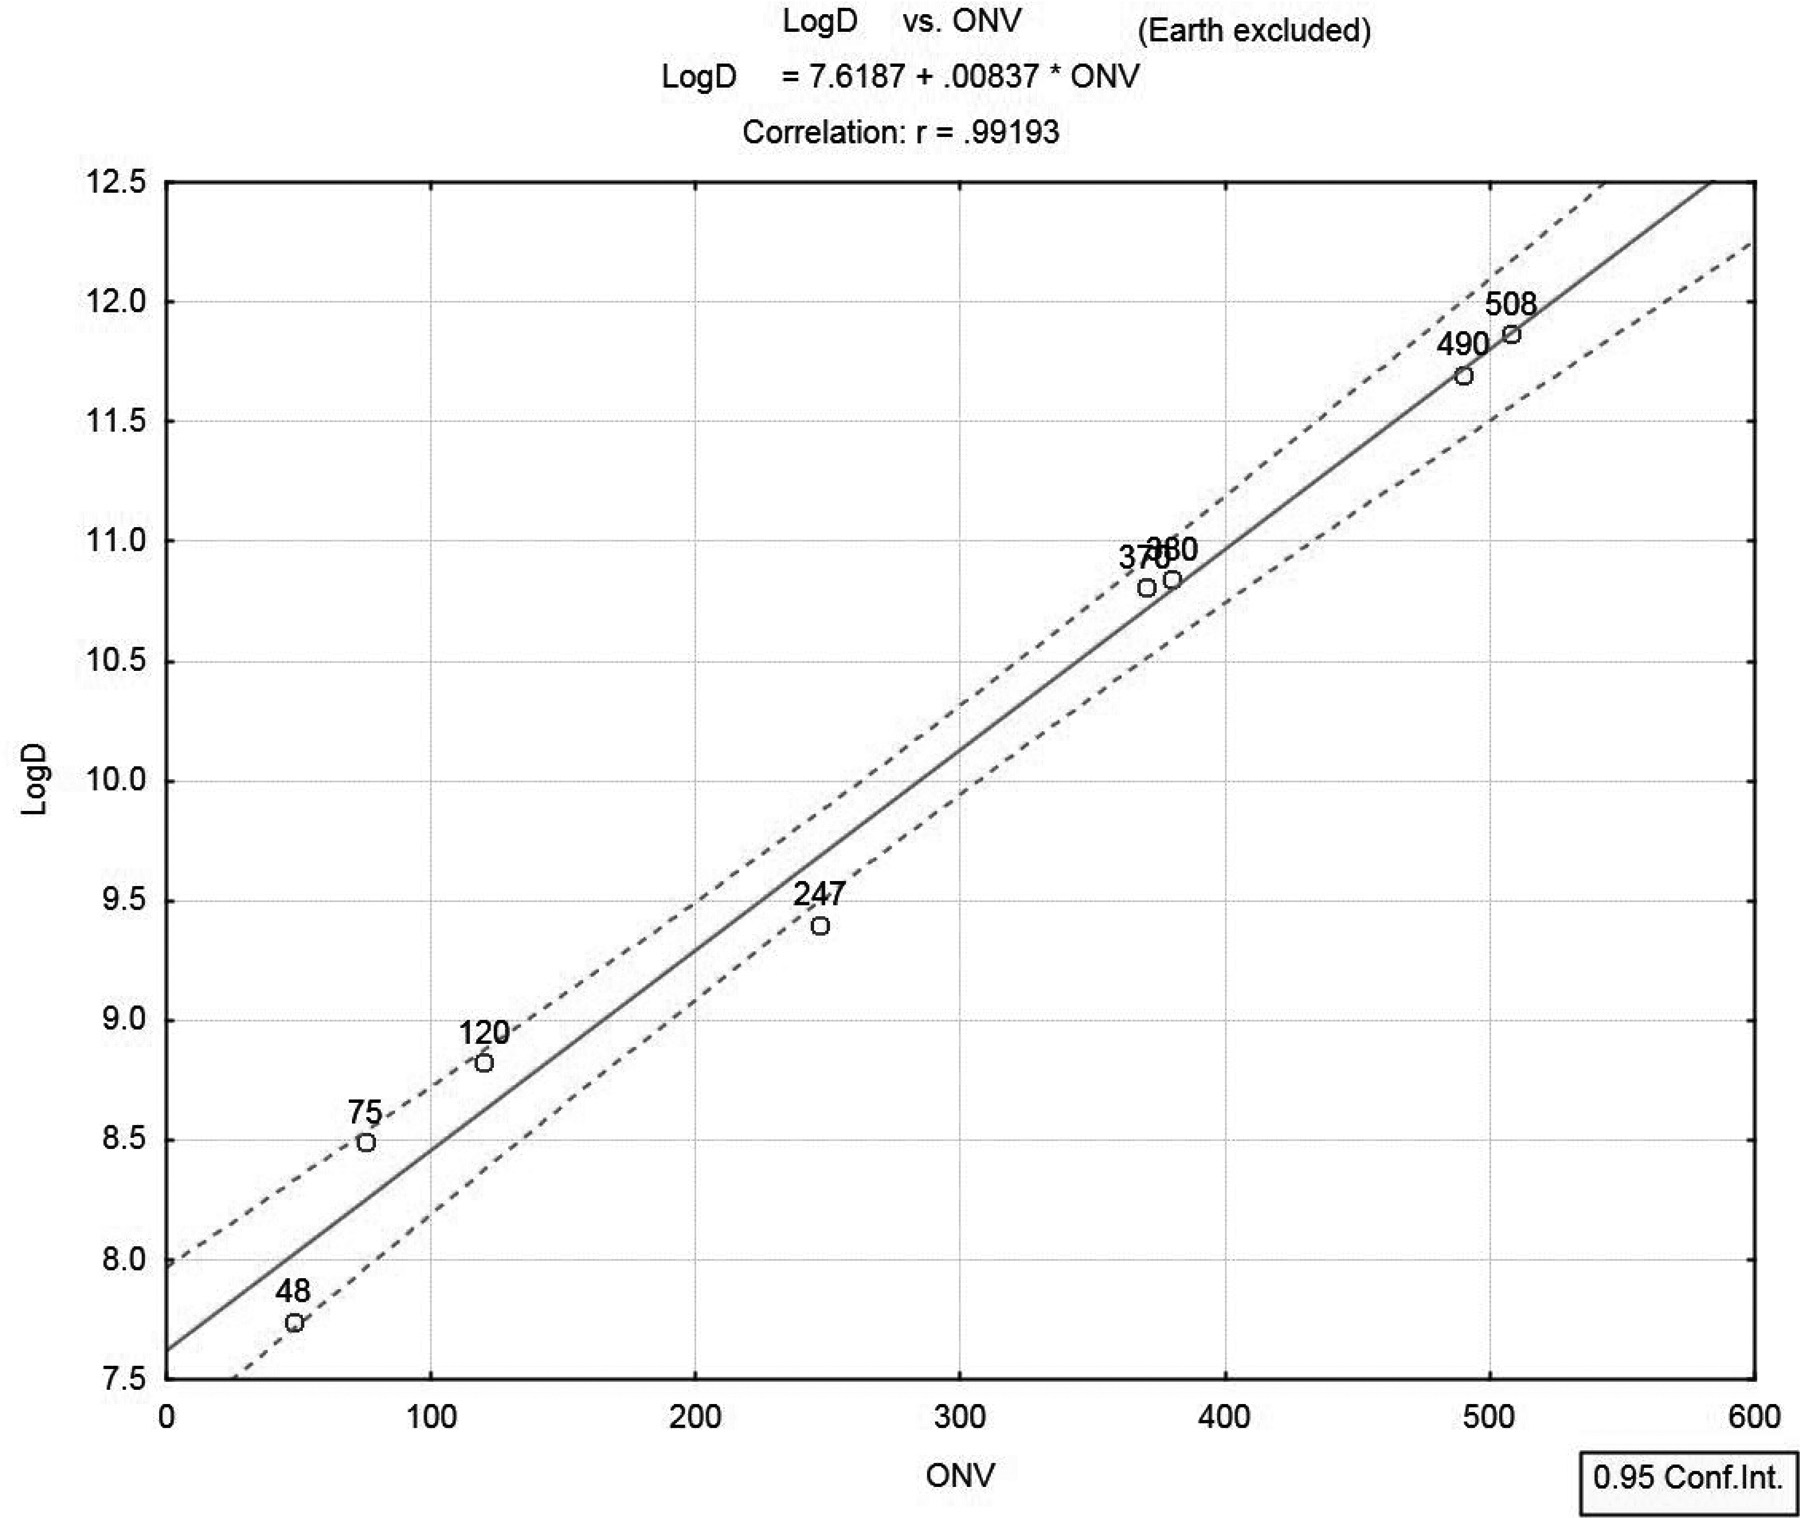 LogD vs. ONV (Earth excluded)
LogD = 7.6187 + .00837 * ONV
Correlation: r = .99193
12.5
12.0
11.5
11.0
10.5
10.0
9.5
9.0
8.5
8.0
7.5
LogD
508
490
370
380
247
120
75
48
0 100 200 300 400 500 600
ONV
0.95 Conf.Int.